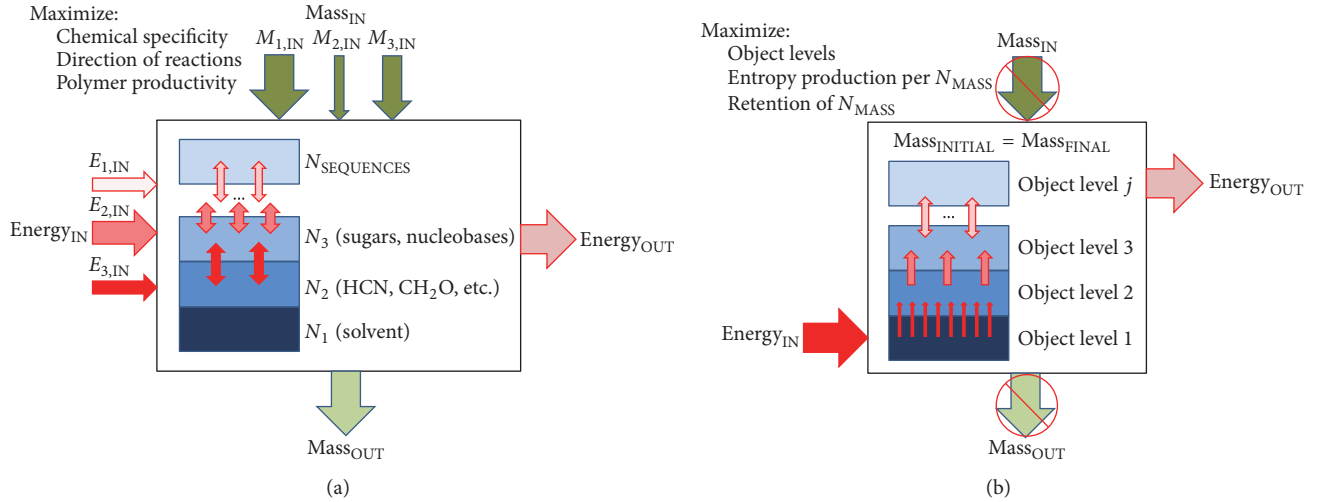 Maximize:
Chemical specificity
Direction of reactions
Polymer productivity
Mass_IN
M_1,IN M_2,IN M_3,IN
E_1,IN
E_2,IN
Energy_IN
E_3,IN
N_SEQUENCES
...
N_3 (sugars, nucleobases)
N_2 (HCN, CH_2O, etc.)
N_1 (solvent)
Energy_OUT
Mass_OUT
(a)
Maximize:
Object levels
Entropy production per N_MASS
Retention of N_MASS
Mass_IN
Mass_INITIAL = Mass_FINAL
Object level j
...
Object level 3
Object level 2
Object level 1
Energy_IN
Energy_OUT
Mass_OUT
(b)